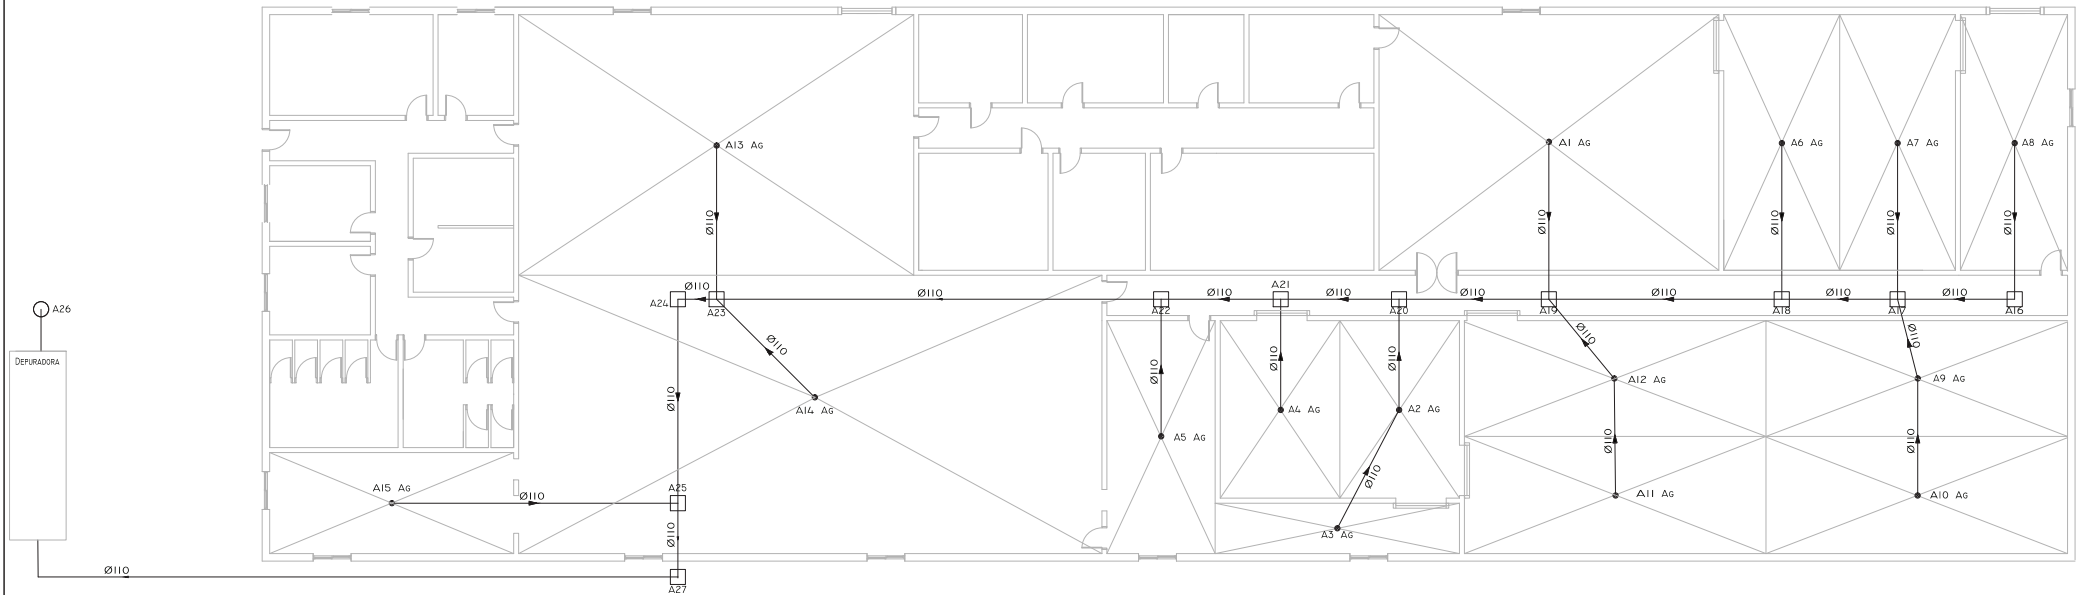 A13 AG
A1 AG
A6 AG
A7 AG
A8 AG
Ø110
Ø110
Ø110
Ø110
Ø110
A21
Ø110
Ø110
Ø110
Ø110
Ø110
Ø110
Ø110
Ø110
A26
A24
A23
A22
A20
A19
A18
A17
A16
DEPURADORA
Ø110
Ø110
Ø110
Ø110
Ø110
A12 AG
A9 AG
Ø110
Ø110
A14 AG
A4 AG
A2 AG
A5 AG
Ø110
Ø110
Ø110
A15 AG
A25
Ø110
A11 AG
A10 AG
Ø110
A3 AG
Ø110
A27